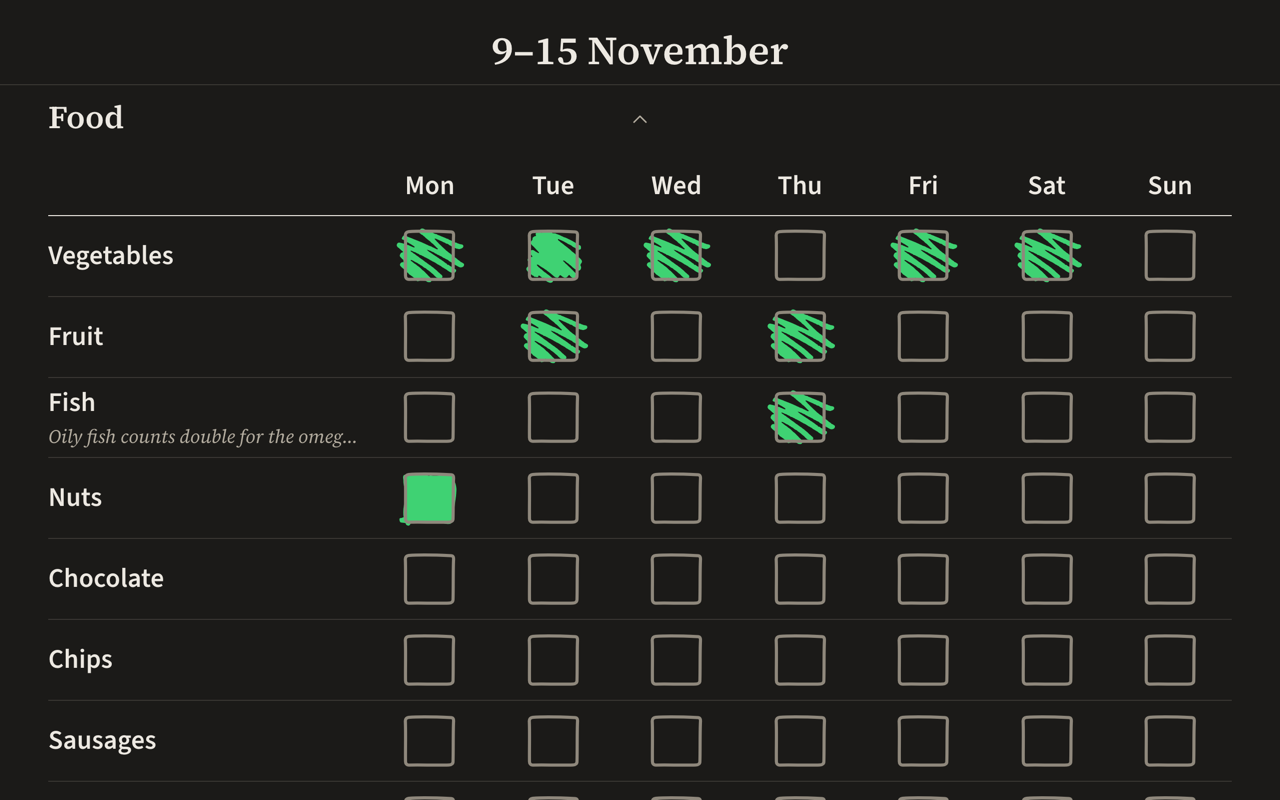 9–15 November
Food
Mon Tue Wed Thu Fri Sat Sun
Vegetables
Fruit
Fish
Oily fish counts double for the omeg...
Nuts
Chocolate
Chips
Sausages